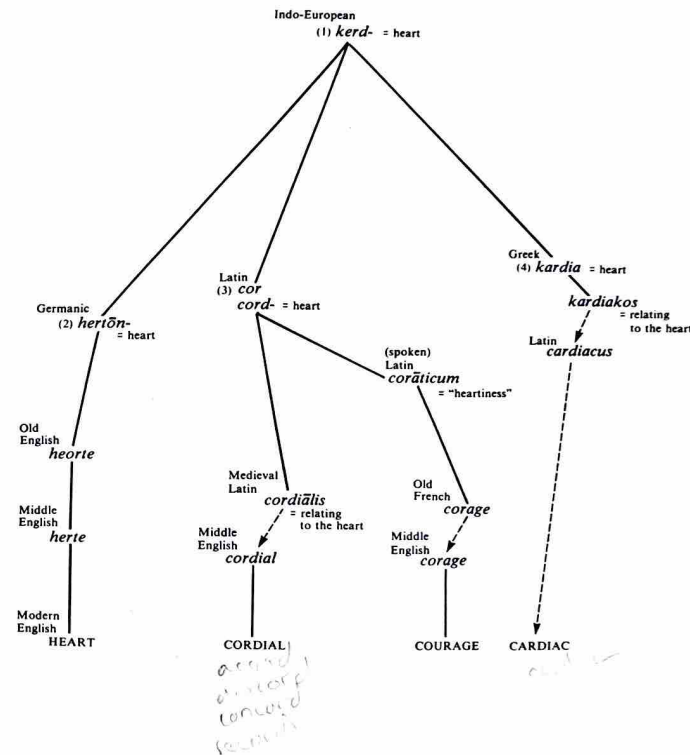 Indo-European
(1) kerd- = heart
Greek
(4) kardia = heart
Latin
(3) cor
cord- = heart
kardiakos
= relating
to the heart
Germanic
(2) hertōn-
= heart
Latin
cardiacus
(spoken)
Latin
corāticum
= "heartiness"
Old
English
heorte
Medieval
Latin
cordiālis
= relating
to the heart
Old
French
corage
Middle
English
herte
Middle
English
cordial
Middle
English
corage
Modern
English
HEART
CORDIAL
COURAGE
CARDIAC
accord
discord
concord